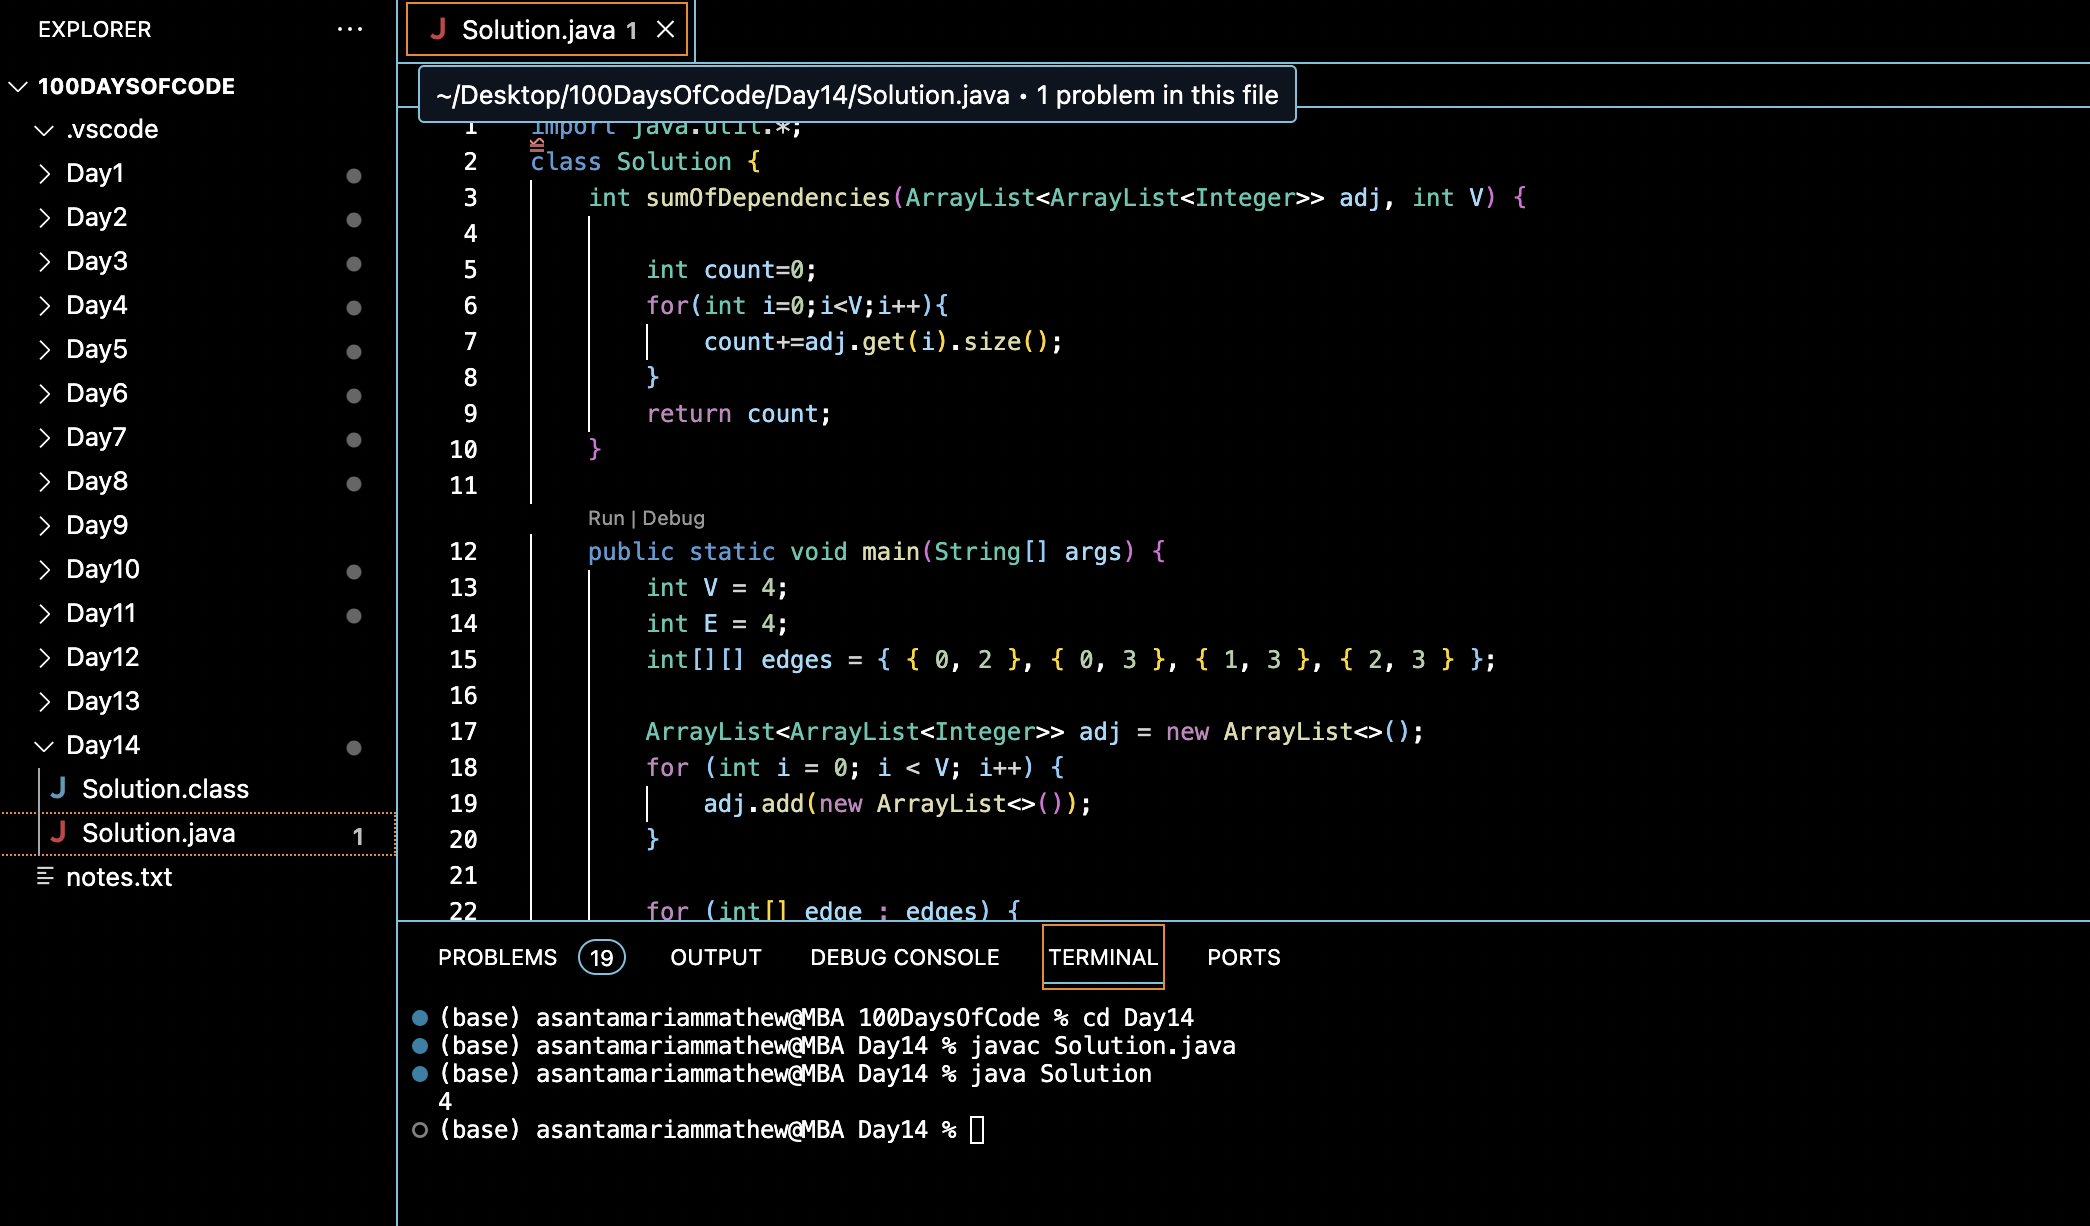 EXPLORER
100DAYSOFCODE
.vscode
Day1
Day2
Day3
Day4
Day5
Day6
Day7
Day8
Day9
Day10
Day11
Day12
Day13
Day14
Solution.class
Solution.java 1
notes.txt
Solution.java 1
~/Desktop/100DaysOfCode/Day14/Solution.java • 1 problem in this file
1 import java.util.*;
2 class Solution {
3 int sumOfDependencies(ArrayList<ArrayList<Integer>> adj, int V) {
4
5 int count=0;
6 for(int i=0;i<V;i++){
7 count+=adj.get(i).size();
8 }
9 return count;
10 }
11
Run | Debug
12 public static void main(String[] args) {
13 int V = 4;
14 int E = 4;
15 int[][] edges = { { 0, 2 }, { 0, 3 }, { 1, 3 }, { 2, 3 } };
16
17 ArrayList<ArrayList<Integer>> adj = new ArrayList<>();
18 for (int i = 0; i < V; i++) {
19 adj.add(new ArrayList<>());
20 }
21
22 for (int[] edge : edges) {
PROBLEMS 19 OUTPUT DEBUG CONSOLE TERMINAL PORTS
(base) asantamariammathew@MBA 100DaysOfCode % cd Day14
(base) asantamariammathew@MBA Day14 % javac Solution.java
(base) asantamariammathew@MBA Day14 % java Solution
4
(base) asantamariammathew@MBA Day14 %